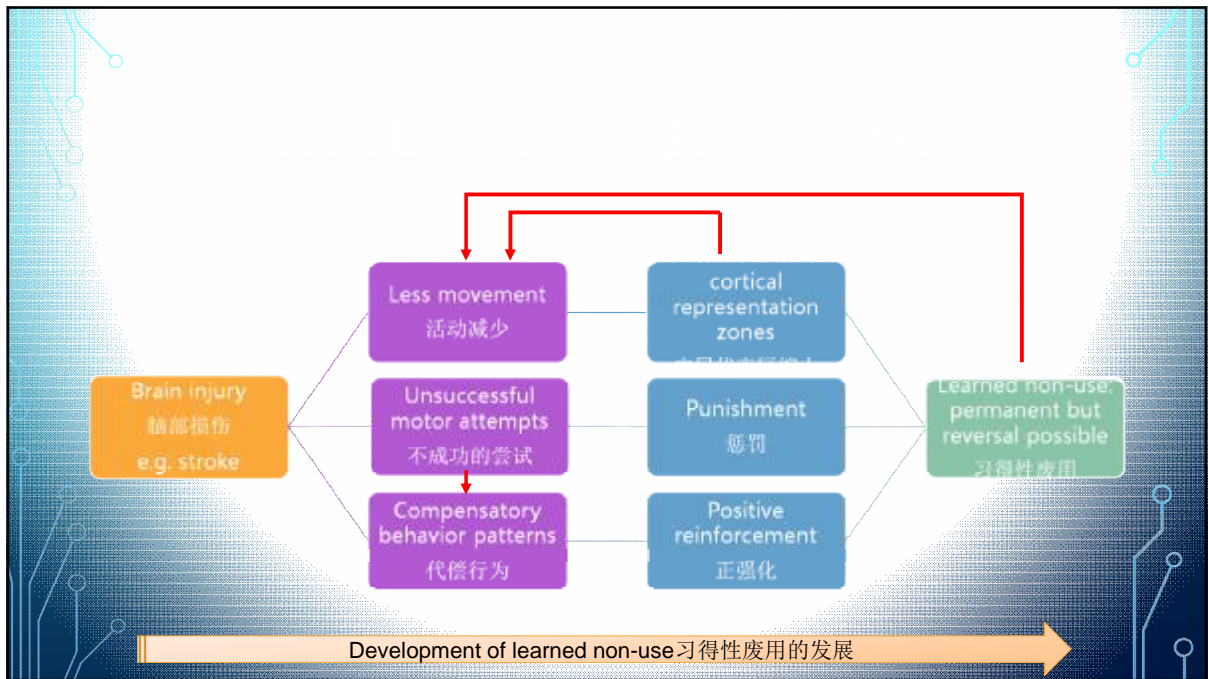 Less movement
活动减少
cortical
representation
zones
Brain injury
脑部损伤
e.g. stroke
Unsuccessful
motor attempts
不成功的尝试
Punishment
惩罚
Learned non-use:
permanent but
reversal possible
习得性废用
Compensatory
behavior patterns
代偿行为
Positive
reinforcement
正强化
Development of learned non-use习得性废用的发展